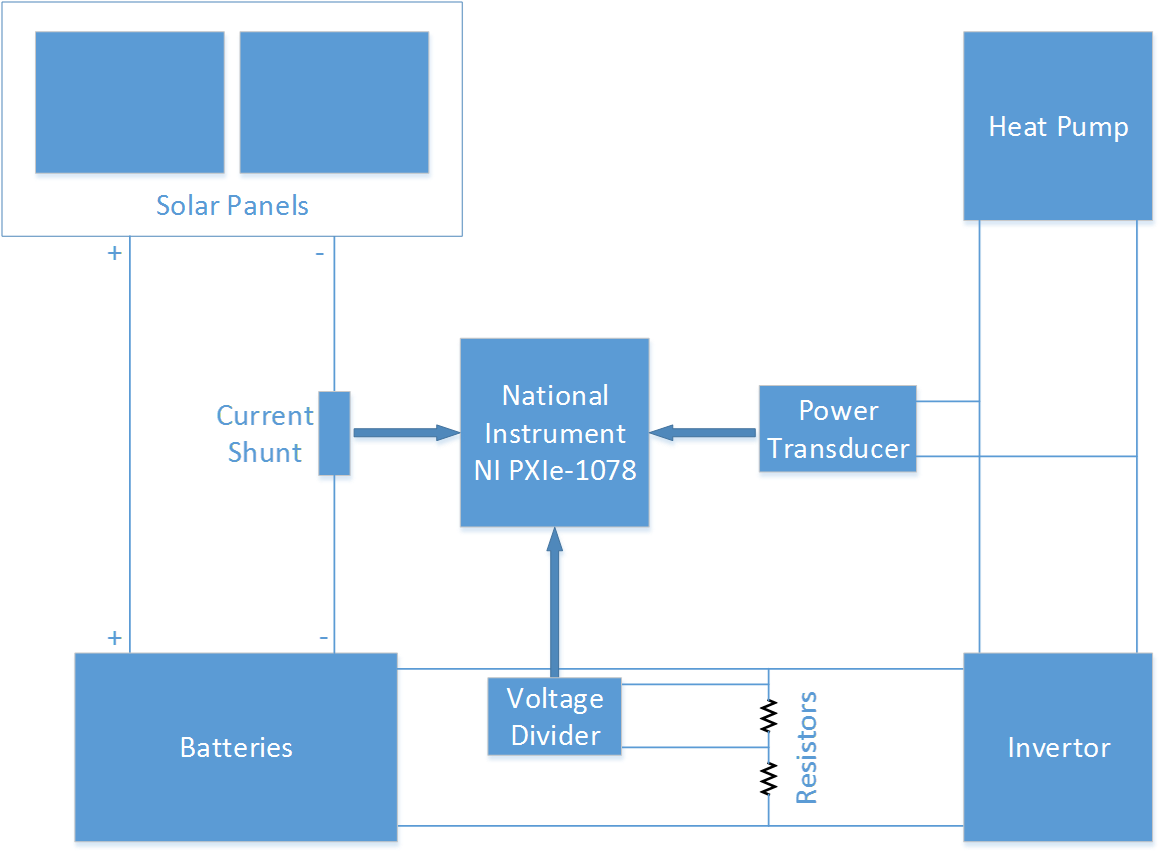 Heat Pump
Solar Panels
+
-
National
Instrument
NI PXIe-1078
Current
Shunt
Power
Transducer
+
-
Voltage
Divider
Resistors
Batteries
Invertor